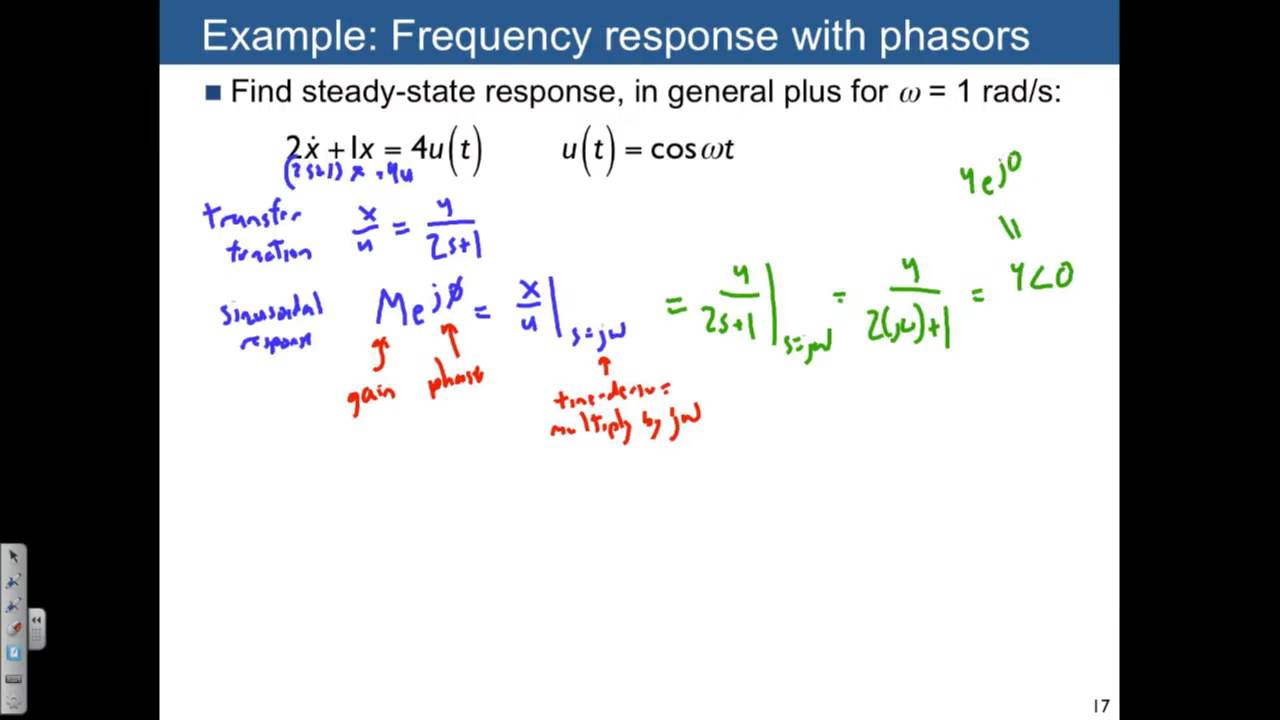 Example: Frequency response with phasors
■ Find steady-state response, in general plus for ω = 1 rad/s:
2ẋ + 1x = 4u(t)     u(t) = cos ωt
(2s+1) x = 4u
transfer function  x/u = 4/(2s+1)
4e^{j0}
=
sinusoidal response  Me^{jφ} = x/u |_{s=jω} = 4/(2s+1) |_{s=jω} = 4/(2(jω)+1) = 4∠0
gain
phase
time-deriv =
multiply by jω
17